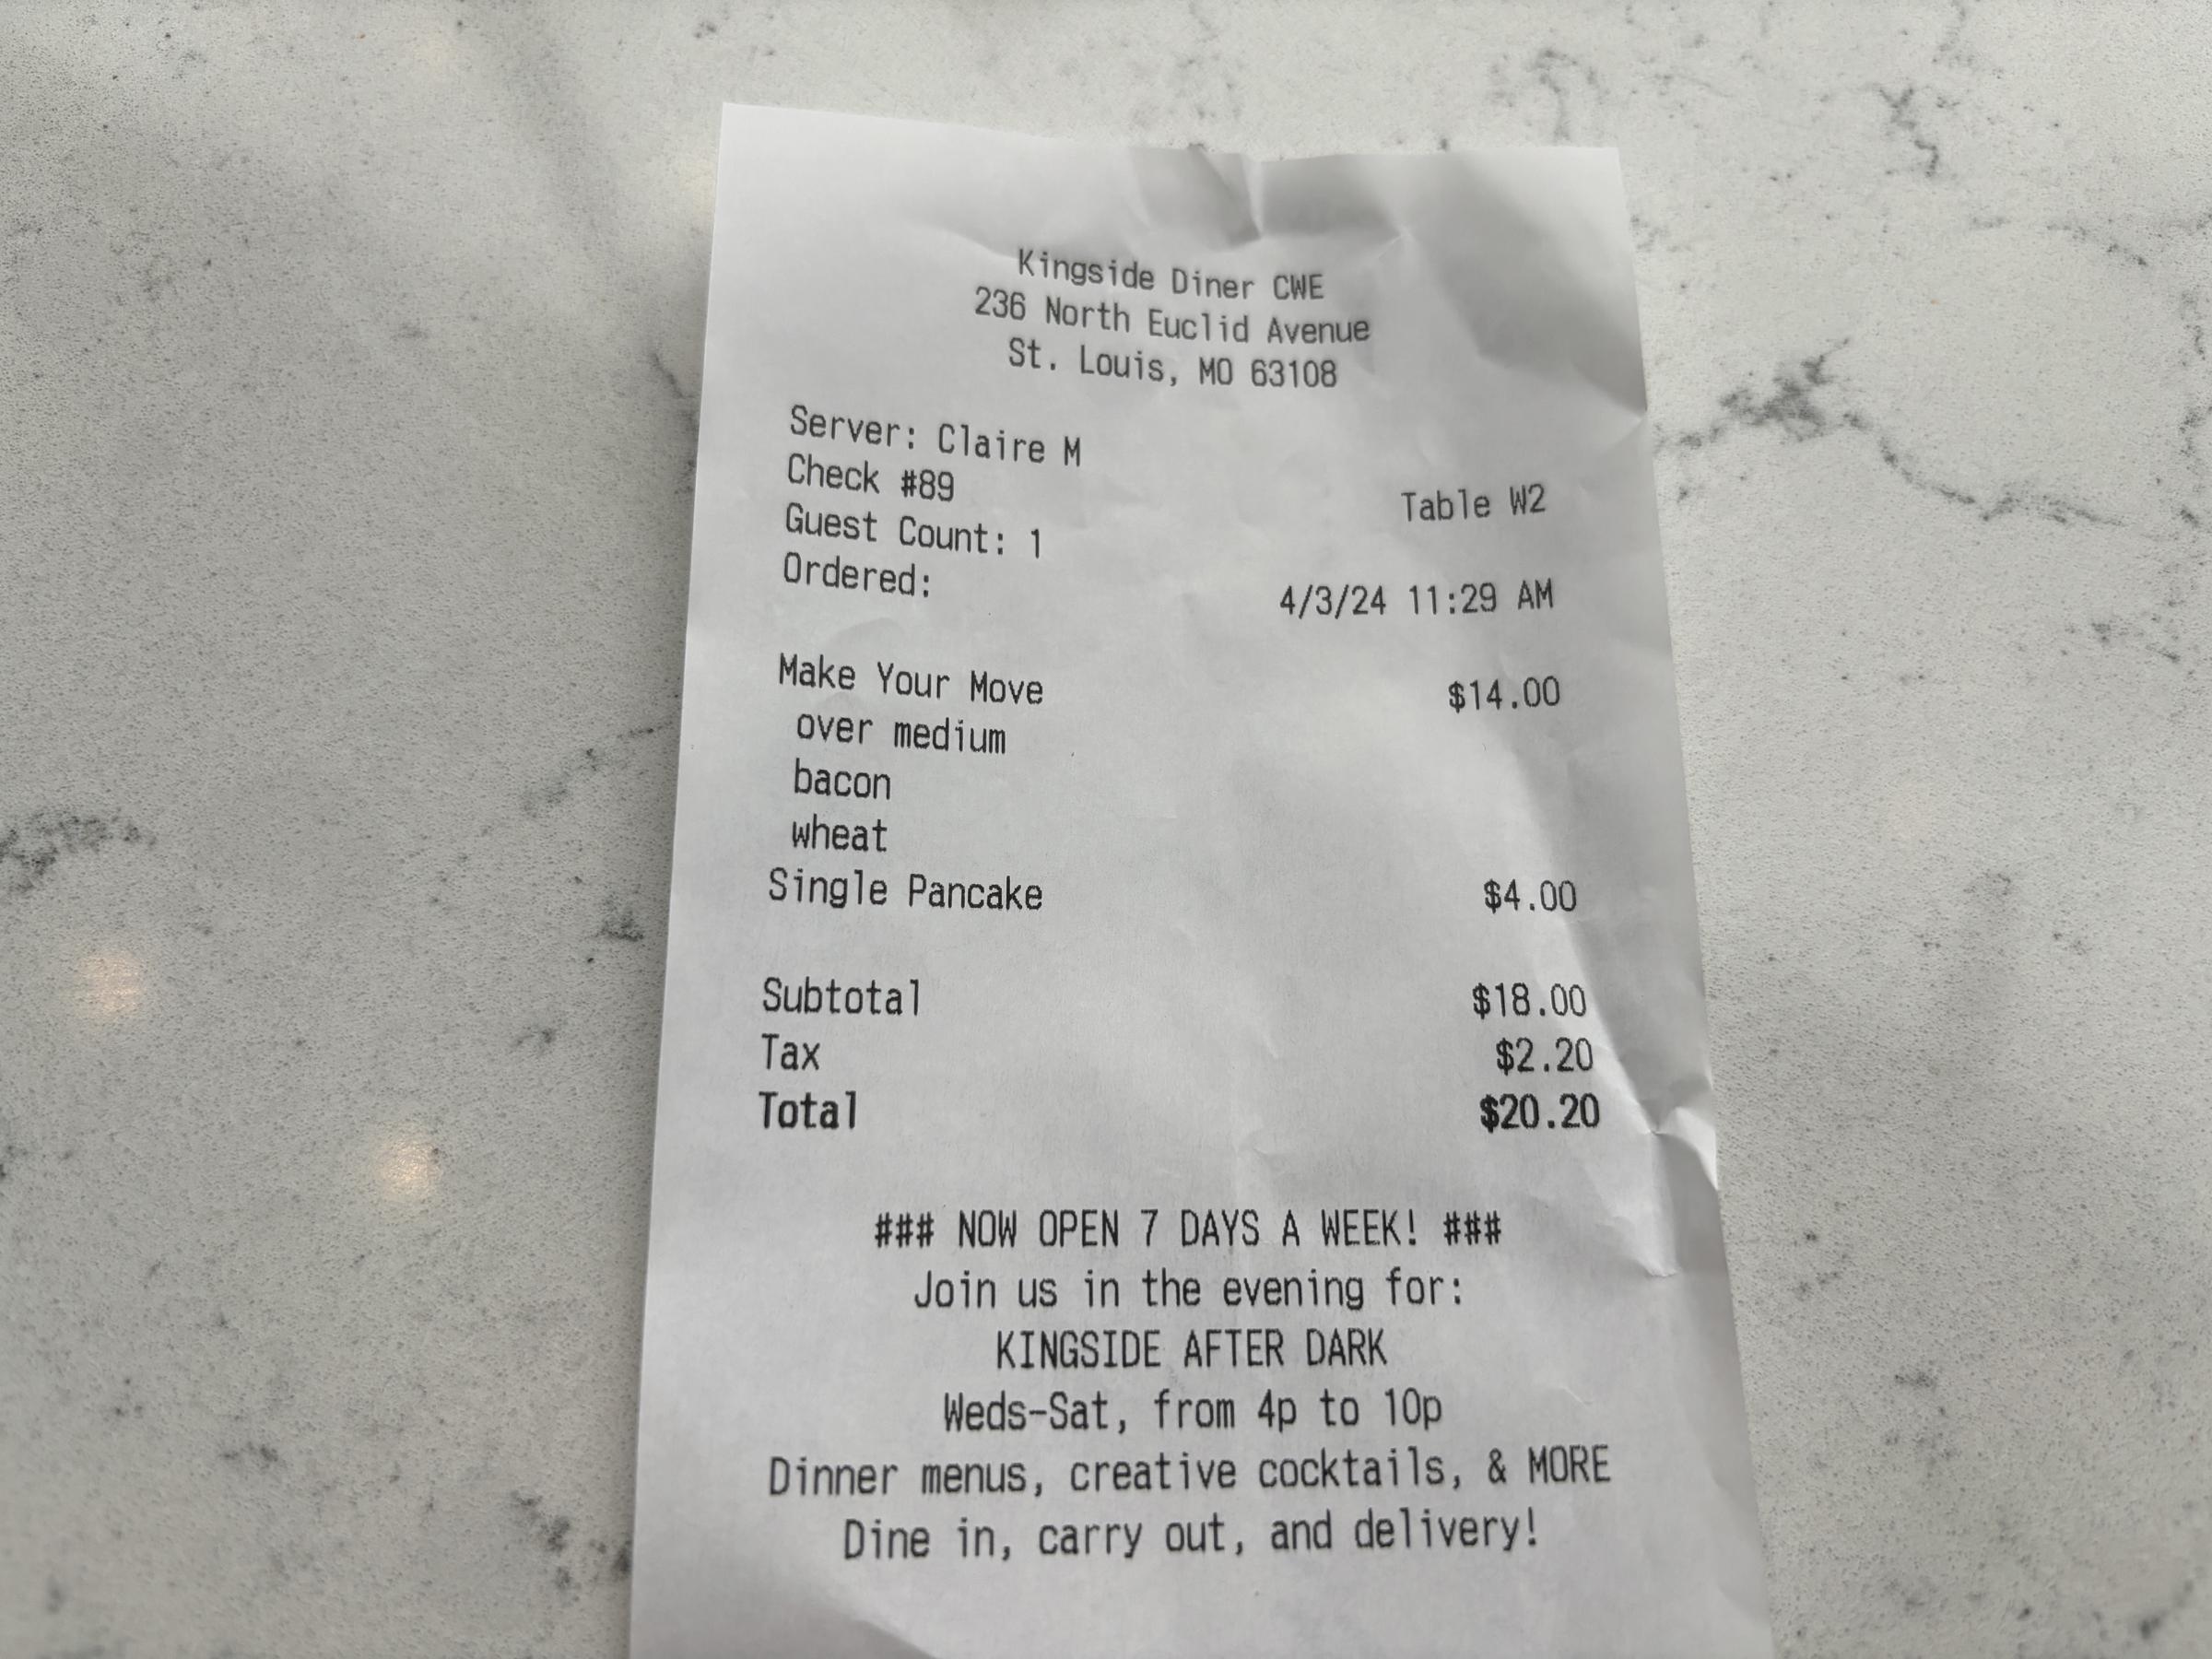 Kingside Diner CWE
236 North Euclid Avenue
St. Louis, MO 63108
Server: Claire M
Check #89 Table W2
Guest Count: 1
Ordered: 4/3/24 11:29 AM
Make Your Move $14.00
over medium
bacon
wheat
Single Pancake $4.00
Subtotal $18.00
Tax $2.20
Total $20.20
### NOW OPEN 7 DAYS A WEEK! ###
Join us in the evening for:
KINGSIDE AFTER DARK
Weds-Sat, from 4p to 10p
Dinner menus, creative cocktails, & MORE
Dine in, carry out, and delivery!